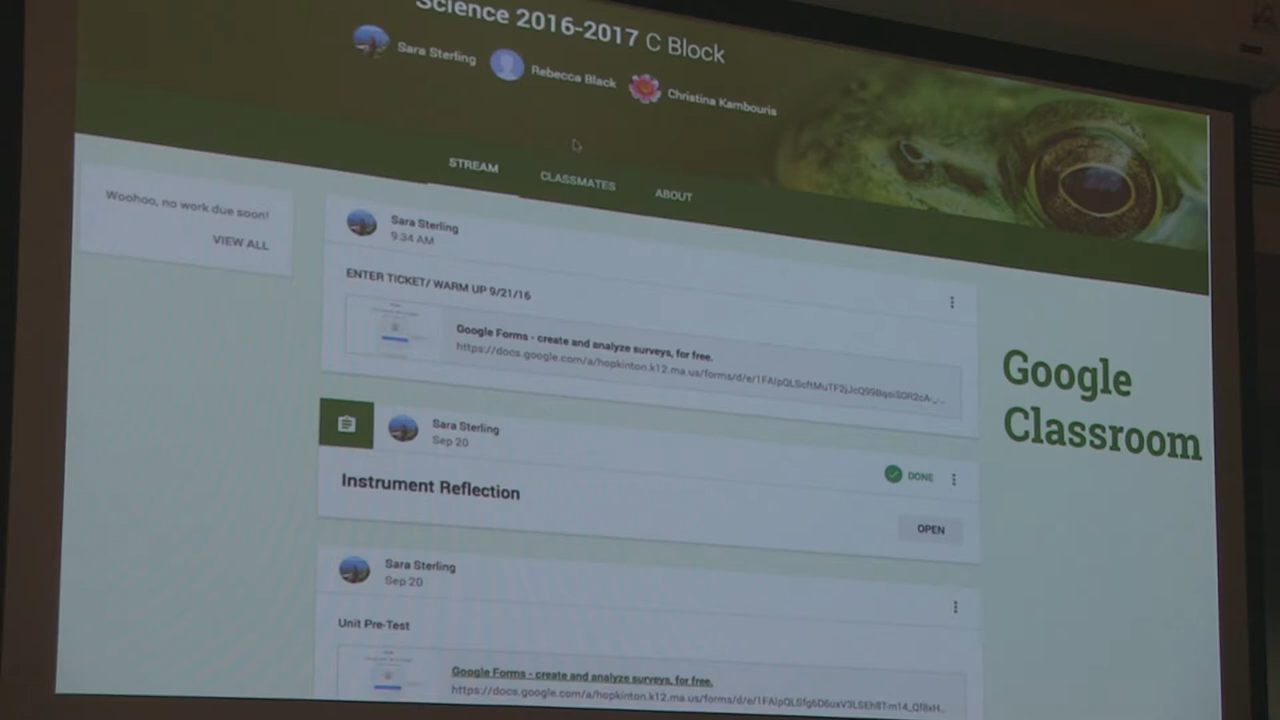 Science 2016-2017 C Block
Sara Sterling
Rebecca Black
Christina Kambouris
STREAM
CLASSMATES
ABOUT
Woohoo, no work due soon!
VIEW ALL
Sara Sterling
9:34 AM
ENTER TICKET/ WARM UP 9/21/16
Google Forms - create and analyze surveys, for free.
Google
Classroom
Sara Sterling
Sep 20
DONE
Instrument Reflection
OPEN
Sara Sterling
Sep 20
Unit Pre-Test
Google Forms - create and analyze surveys, for free.